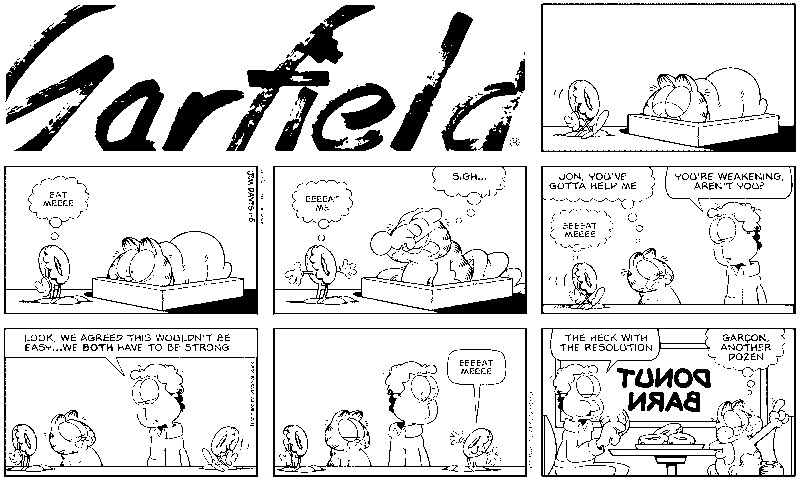 Garfield
EAT
MEEEE
JIM DAVIS
EEEEAT
ME
SIGH...
JON, YOU'VE
GOTTA HELP ME
EEEEAT
MEEEE
YOU'RE WEAKENING,
AREN'T YOU?
LOOK, WE AGREED THIS WOULDN'T BE
EASY...WE BOTH HAVE TO BE STRONG
EEEEAT
MEEEE
THE HECK WITH
THE RESOLUTION
GARÇON,
ANOTHER
DOZEN
DONUT
BARN